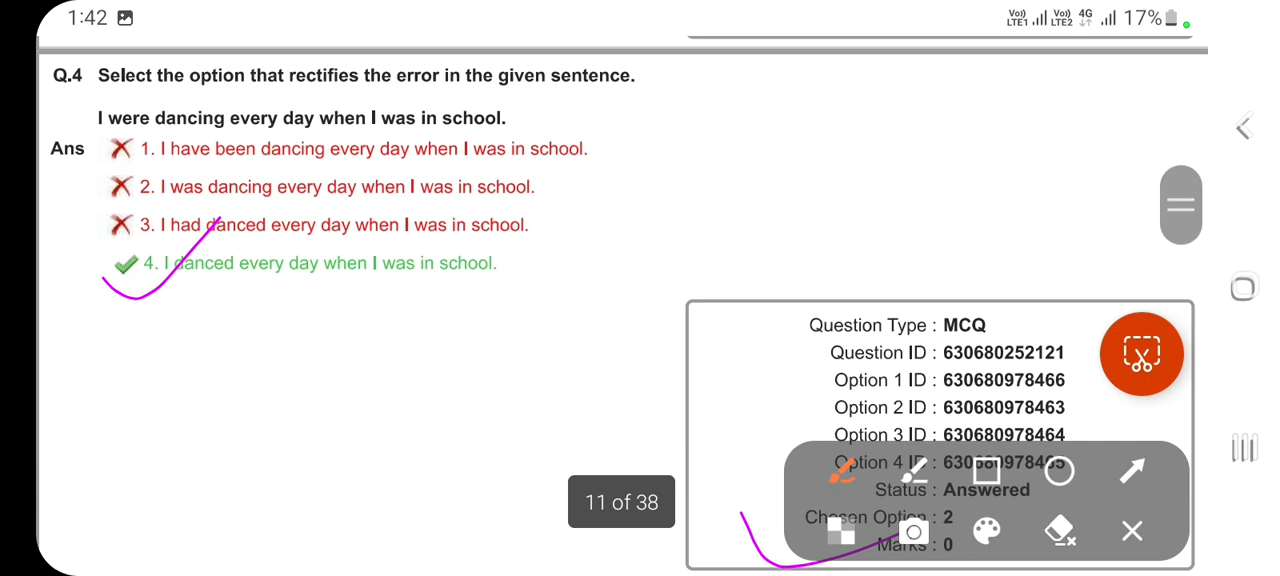 1:42 Vo)) LTE1 Vo)) LTE2 4G 17%
Q.4 Select the option that rectifies the error in the given sentence.
I were dancing every day when I was in school.
Ans 1. I have been dancing every day when I was in school.
2. I was dancing every day when I was in school.
3. I had danced every day when I was in school.
4. I danced every day when I was in school.
Question Type : MCQ
Question ID : 630680252121
Option 1 ID : 630680978466
Option 2 ID : 630680978463
Option 3 ID : 630680978464
Option 4 ID : 630680978465
Status : Answered
11 of 38
Chosen Option : 2
Marks : 0